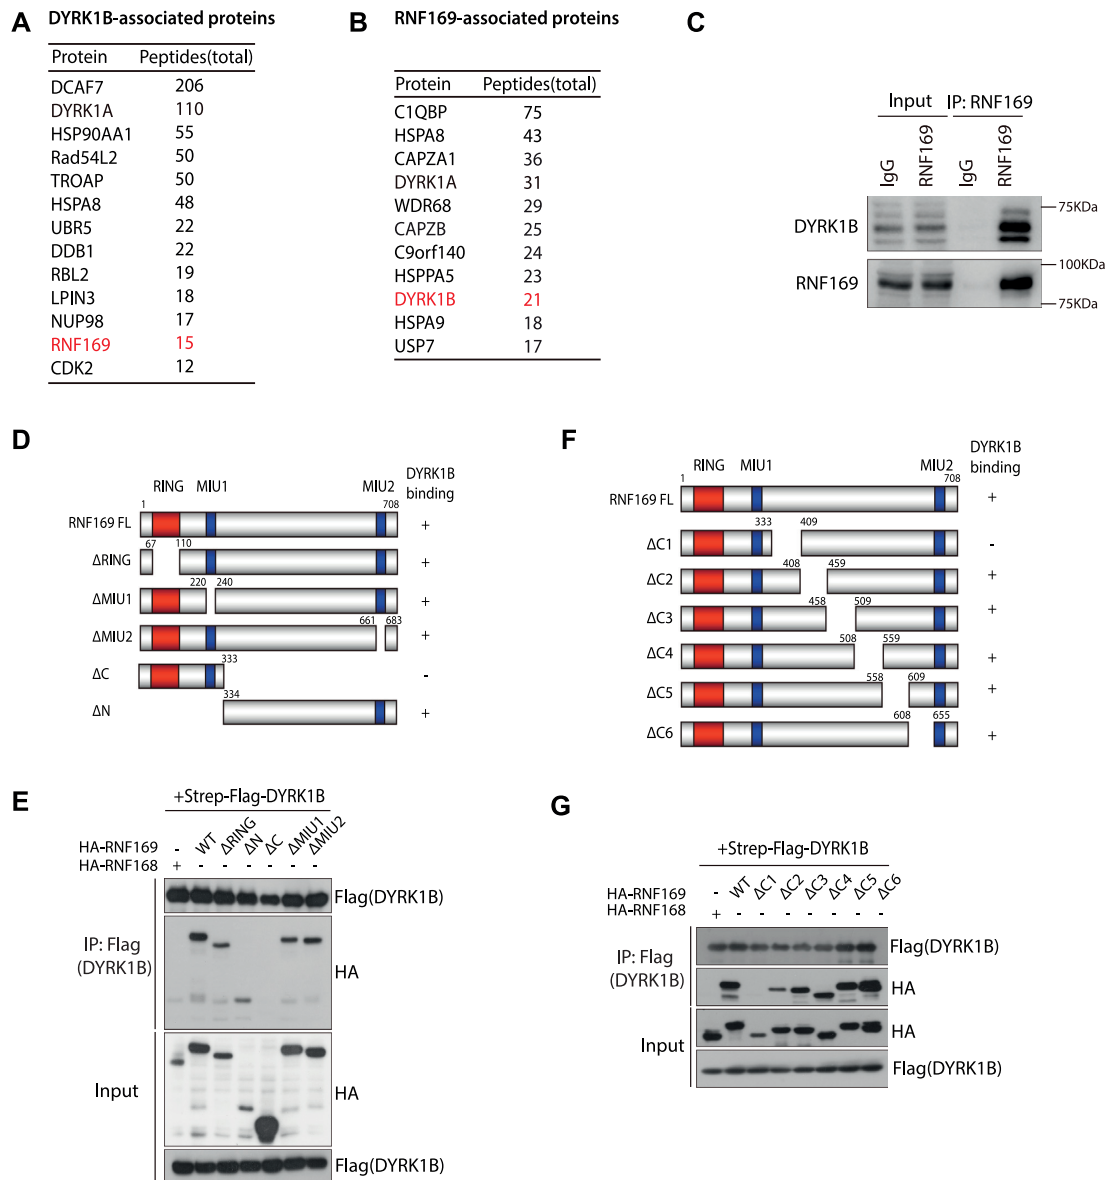 A DYRK1B-associated proteins
Protein Peptides(total)
DCAF7 206
DYRK1A 110
HSP90AA1 55
Rad54L2 50
TROAP 50
HSPA8 48
UBR5 22
DDB1 22
RBL2 19
LPIN3 18
NUP98 17
RNF169 15
CDK2 12
B RNF169-associated proteins
Protein Peptides(total)
C1QBP 75
HSPA8 43
CAPZA1 36
DYRK1A 31
WDR68 29
CAPZB 25
C9orf140 24
HSPPA5 23
DYRK1B 21
HSPA9 18
USP7 17
C
Input IP: RNF169
IgG RNF169 IgG RNF169
DYRK1B 75KDa
RNF169 100KDa
75KDa
D
RING MIU1 MIU2 DYRK1B binding
1 708
RNF169 FL +
67 110
ΔRING +
220 240
ΔMIU1 +
661 683
ΔMIU2 +
333
ΔC -
334
ΔN +
E
+Strep-Flag-DYRK1B
HA-RNF169 - WT ΔRING ΔN ΔC ΔMIU1 ΔMIU2
HA-RNF168 + - - - - - -
IP: Flag (DYRK1B)
Flag(DYRK1B)
HA
Input
HA
Flag(DYRK1B)
F
RING MIU1 MIU2 DYRK1B binding
1 708
RNF169 FL +
333 409
ΔC1 -
408 459
ΔC2 +
458 509
ΔC3 +
508 559
ΔC4 +
558 609
ΔC5 +
608 655
ΔC6 +
G
+Strep-Flag-DYRK1B
HA-RNF169 - WT ΔC1 ΔC2 ΔC3 ΔC4 ΔC5 ΔC6
HA-RNF168 + - - - - - - -
IP: Flag (DYRK1B)
Flag(DYRK1B)
HA
Input
HA
Flag(DYRK1B)